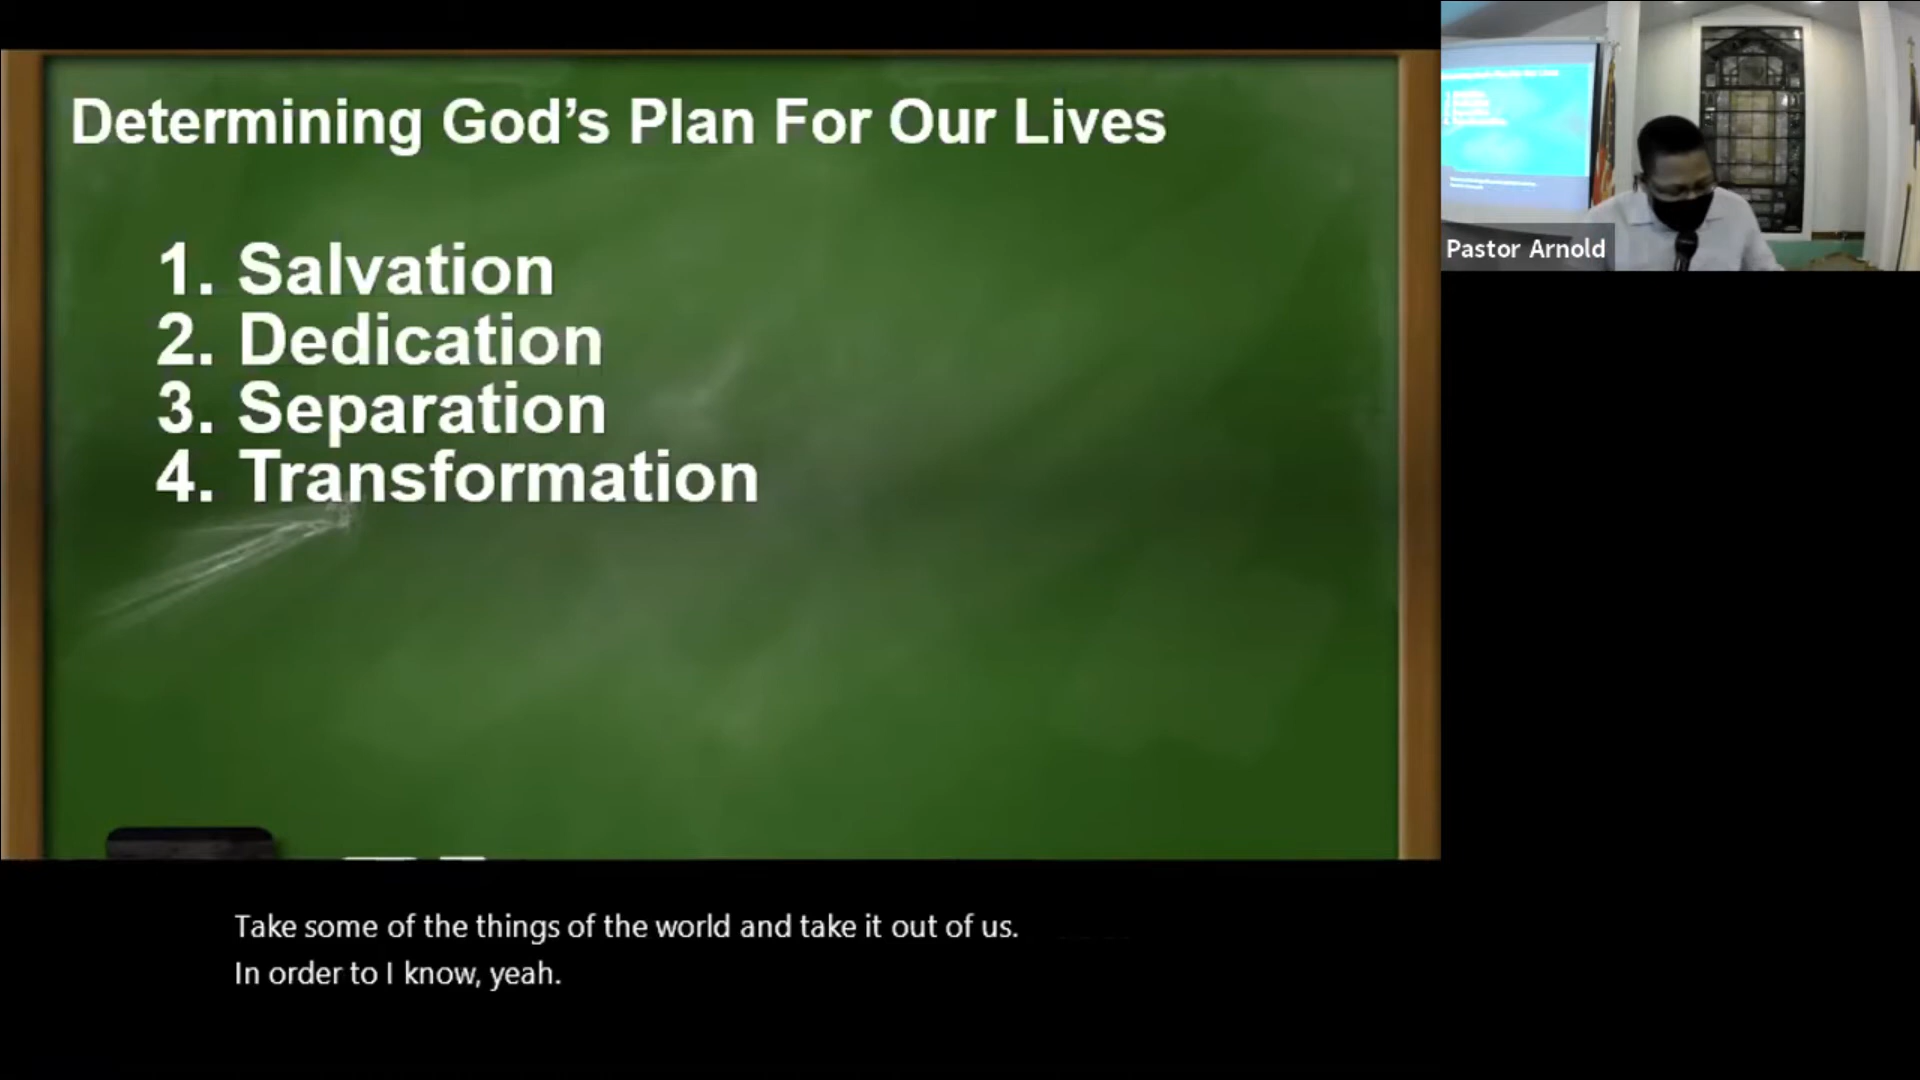 Determining God’s Plan For Our Lives
1. Salvation
2. Dedication
3. Separation
4. Transformation
Pastor Arnold
Take some of the things of the world and take it out of us.
In order to I know, yeah.